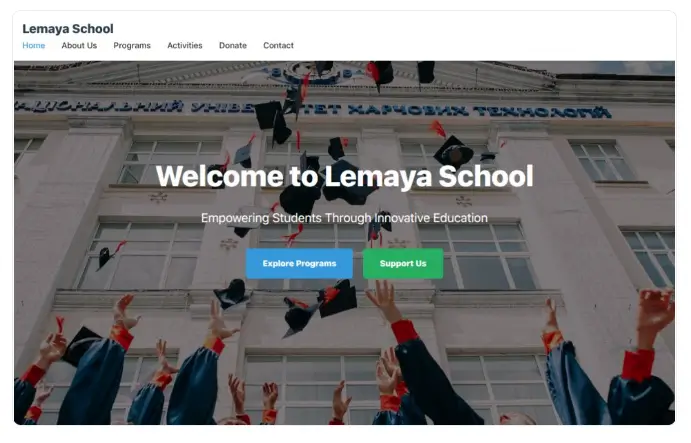 Lemaya School
Home About Us Programs Activities Donate Contact
НАЦІОНАЛЬНИЙ УНІВЕРСИТЕТ ХАРЧОВИХ ТЕХНОЛОГІЙ
Welcome to Lemaya School
Empowering Students Through Innovative Education
Explore Programs Support Us